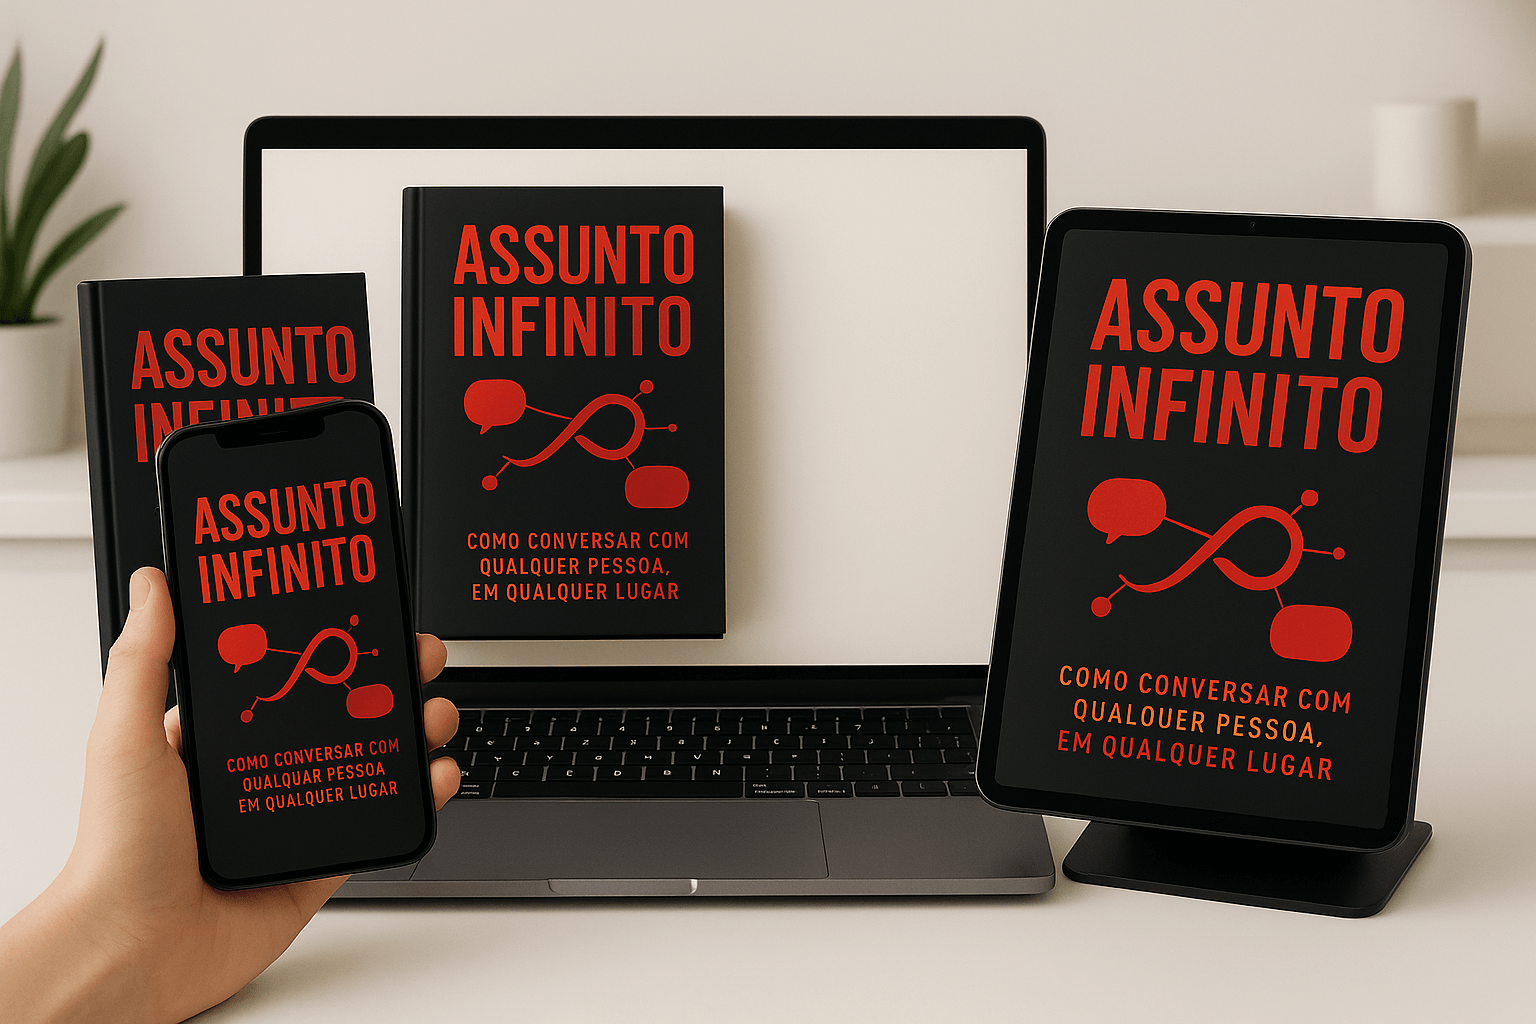 ASSUNTO
INFINITO
COMO CONVERSAR COM
QUALQUER PESSOA,
EM QUALQUER LUGAR
ASSUNTO
ASSUNTO
INFINITO
COMO CONVERSAR COM
QUALQUAR PESSOA
EM QUALQUER LUGAR
ASSUNTO
INFINITO
COMO CONVERSAR COM
QUALOUER PESSOA,
EM QUALQUER LUGAR